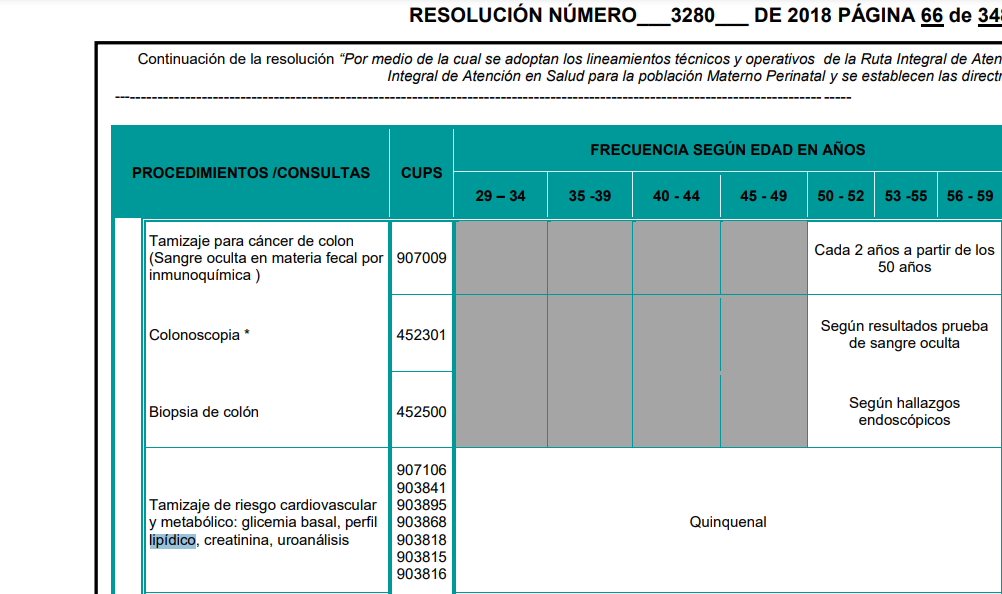 RESOLUCIÓN NÚMERO___3280___ DE 2018 PÁGINA 66 de
Continuación de la resolución “Por medio de la cual se adoptan los lineamientos técnicos y operativos de la Ruta Integral de
Integral de Atención en Salud para la población Materno Perinatal y se establecen las
PROCEDIMIENTOS /CONSULTAS
CUPS
FRECUENCIA SEGÚN EDAD EN AÑOS
29 – 34
35 -39
40 - 44
45 - 49
50 - 52
53 -55
56 - 59
Tamizaje para cáncer de colon
(Sangre oculta en materia fecal por
inmunoquímica )
907009
Cada 2 años a partir de los
50 años
Colonoscopia *
452301
Según resultados prueba
de sangre oculta
Biopsia de colón
452500
Según hallazgos
endoscópicos
Tamizaje de riesgo cardiovascular
y metabólico: glicemia basal, perfil
lipídico, creatinina, uroanálisis
907106
903841
903895
903868
903818
903815
903816
Quinquenal